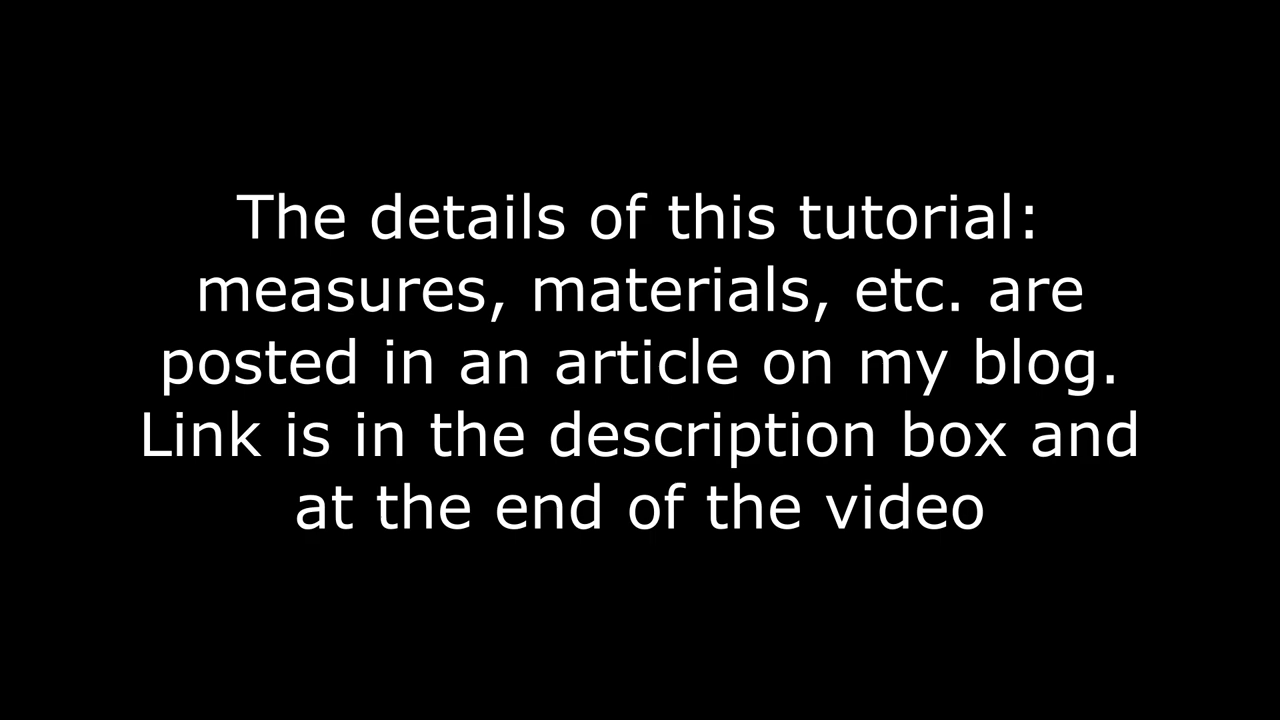 The details of this tutorial:
measures, materials, etc. are
posted in an article on my blog.
Link is in the description box and
at the end of the video